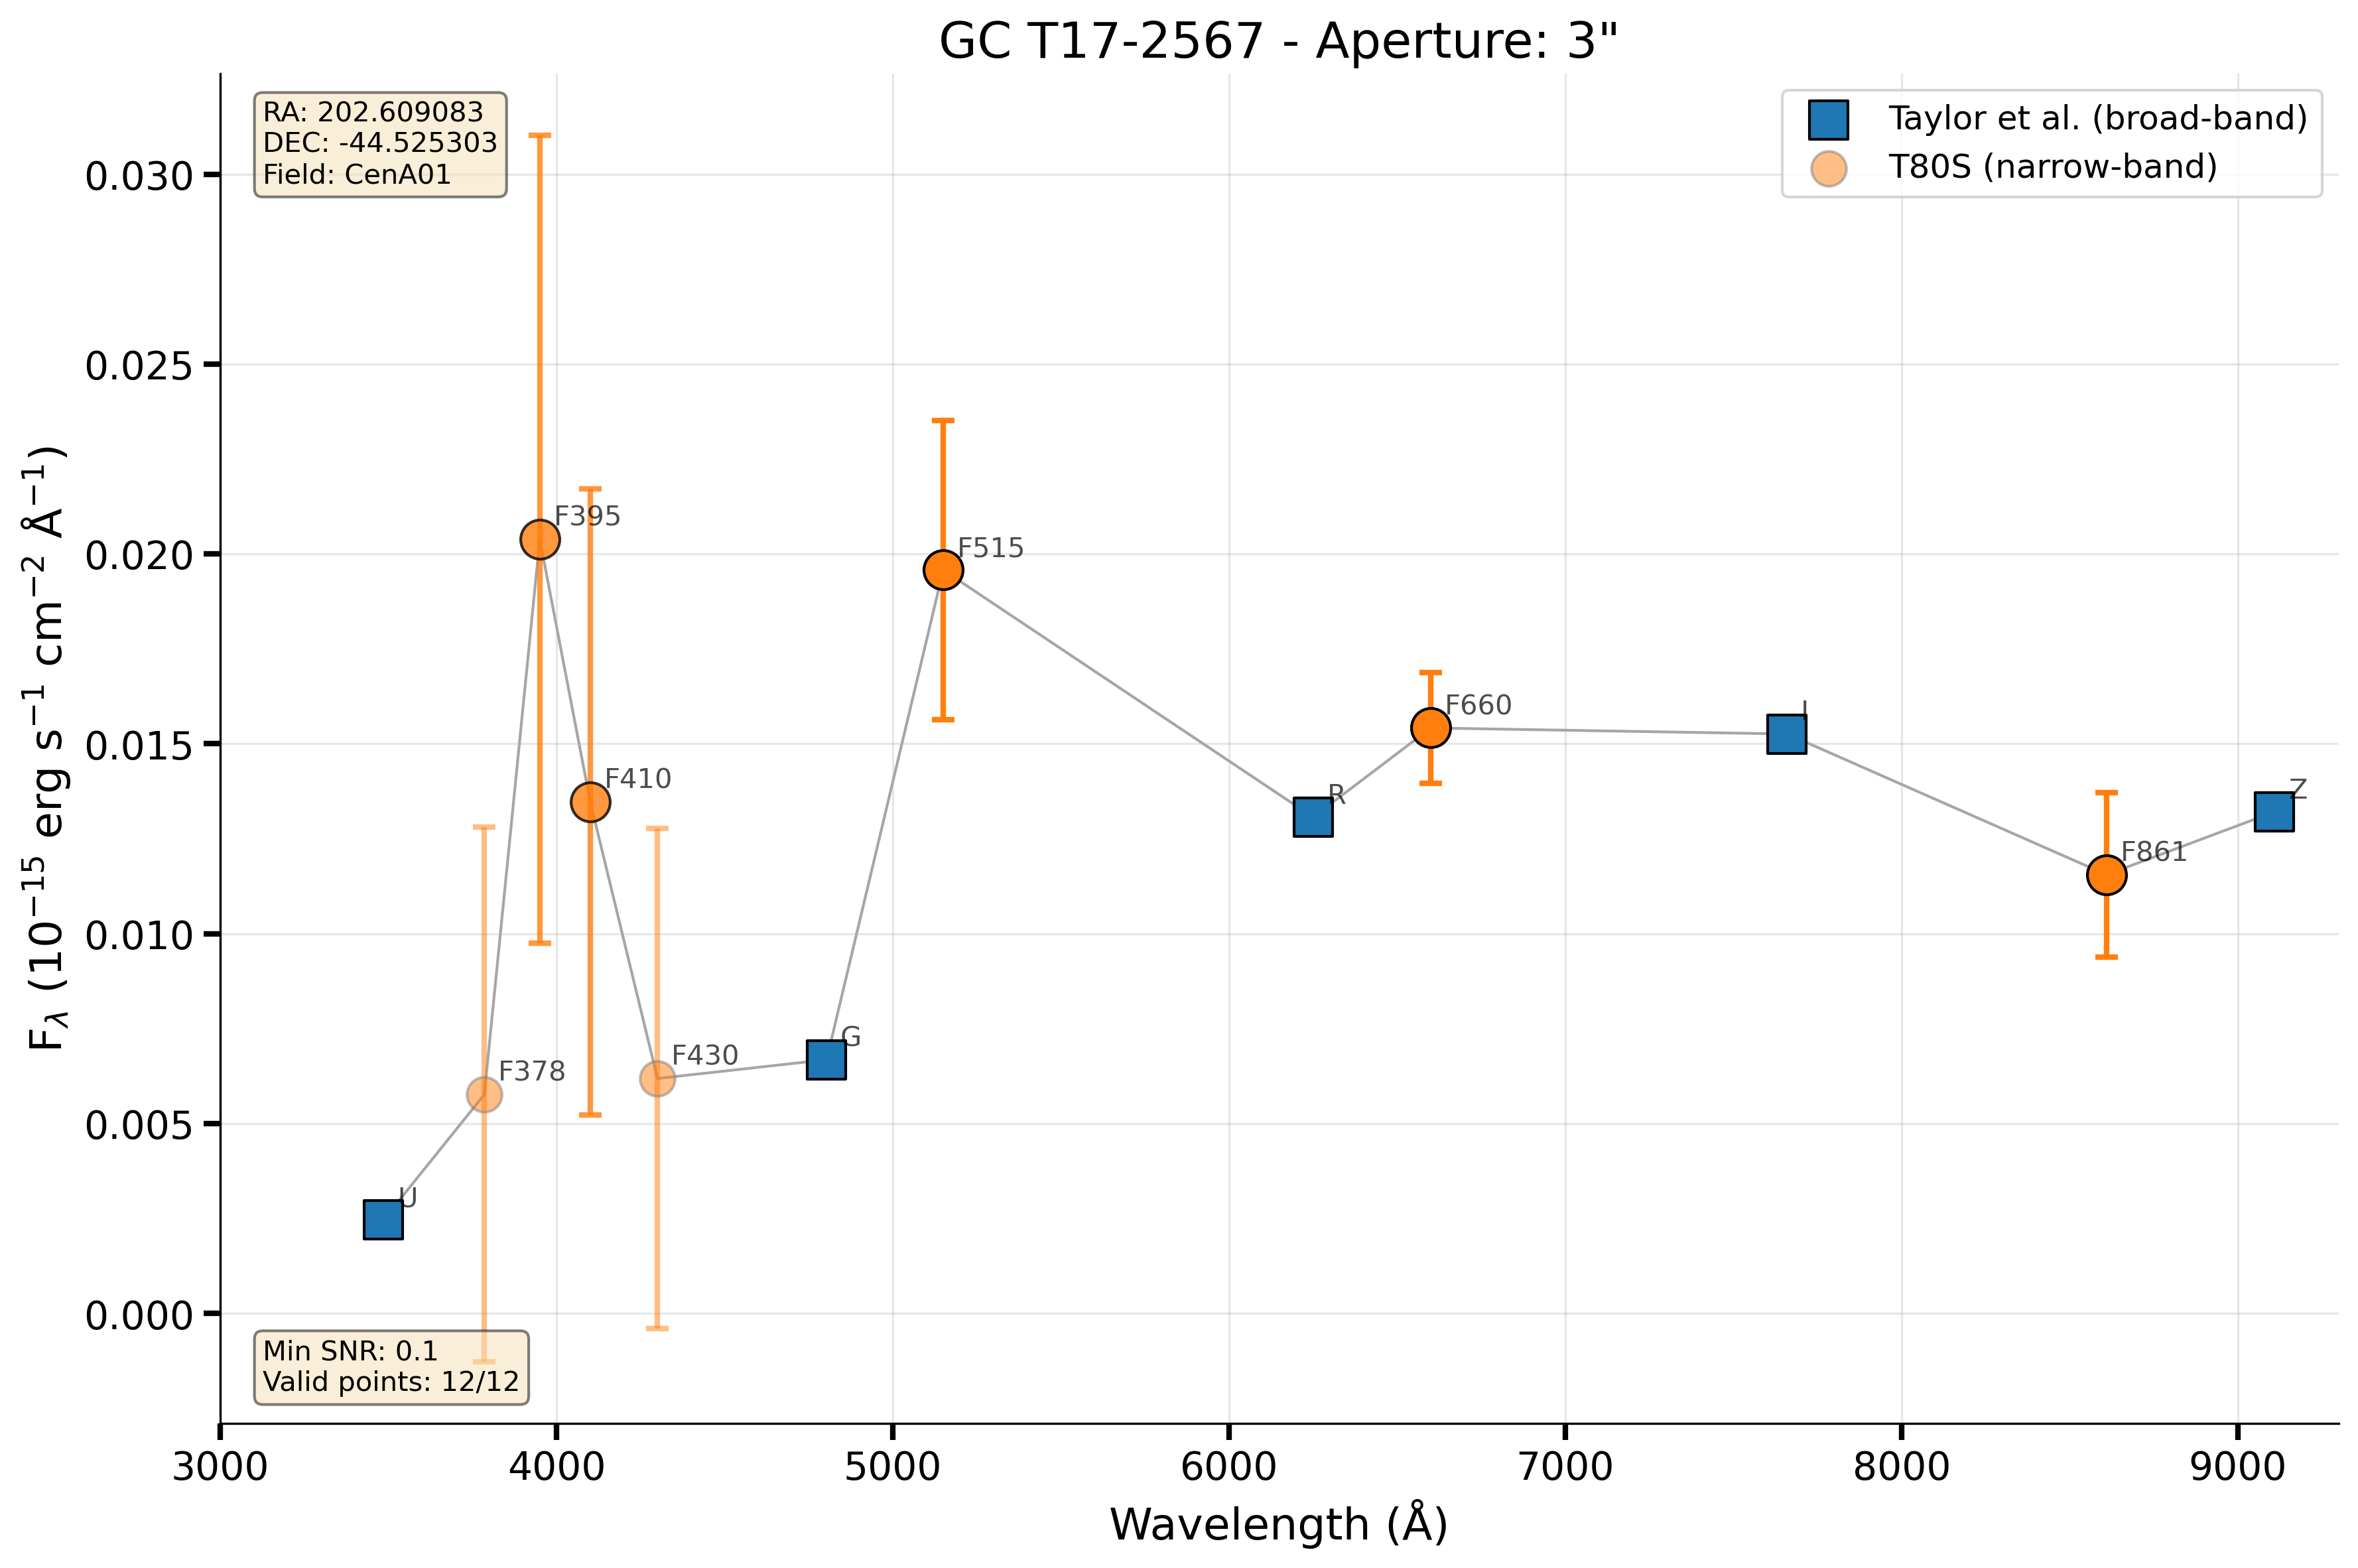 GC T17-2567 - Aperture: 3"
RA: 202.609083
DEC: -44.525303
Field: CenA01
Taylor et al. (broad-band)
T80S (narrow-band)
0.030
0.025
0.020
0.015
0.010
0.005
0.000
F_λ (10⁻¹⁵ erg s⁻¹ cm⁻² Å⁻¹)
F395
F515
F410
F660
I
R
Z
F861
G
F430
F378
U
Min SNR: 0.1
Valid points: 12/12
3000 4000 5000 6000 7000 8000 9000
Wavelength (Å)